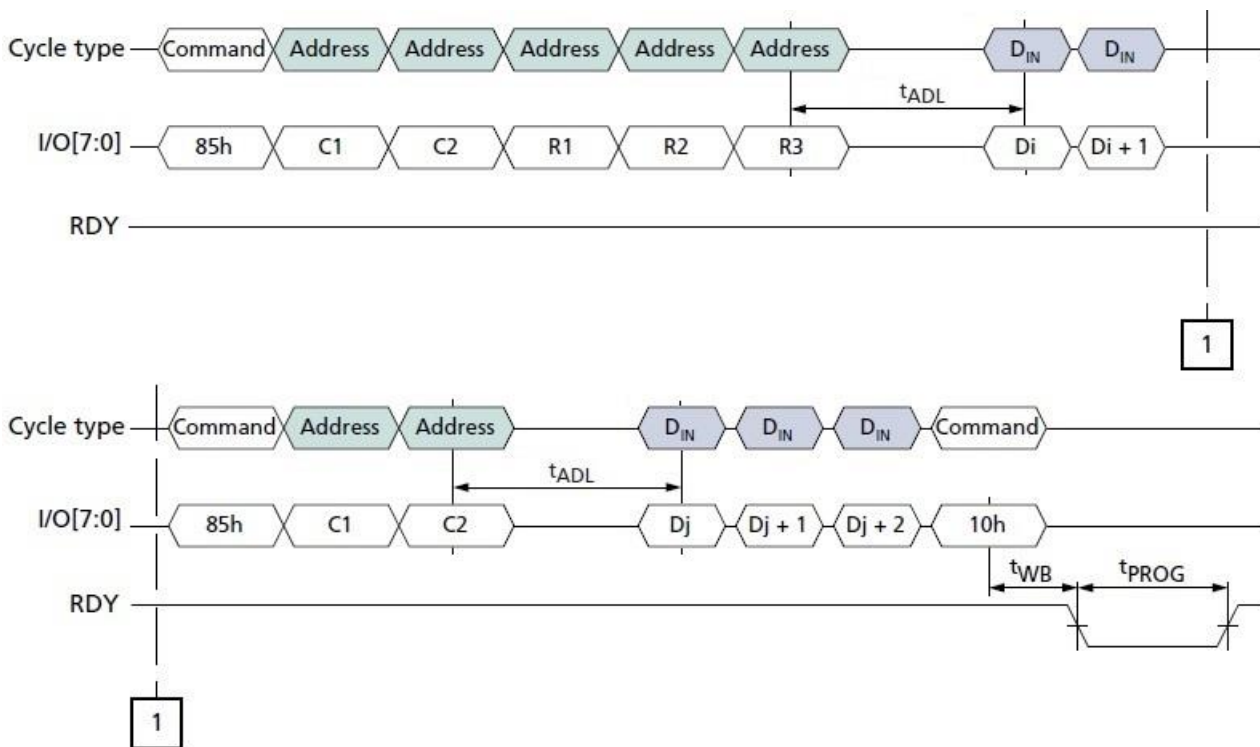 Cycle type Command Address Address Address Address Address DIN DIN
tADL
I/O[7:0] 85h C1 C2 R1 R2 R3 Di Di + 1
RDY
1
Cycle type Command Address Address DIN DIN DIN Command
tADL
I/O[7:0] 85h C1 C2 Dj Dj + 1 Dj + 2 10h
tWB tPROG
RDY
1